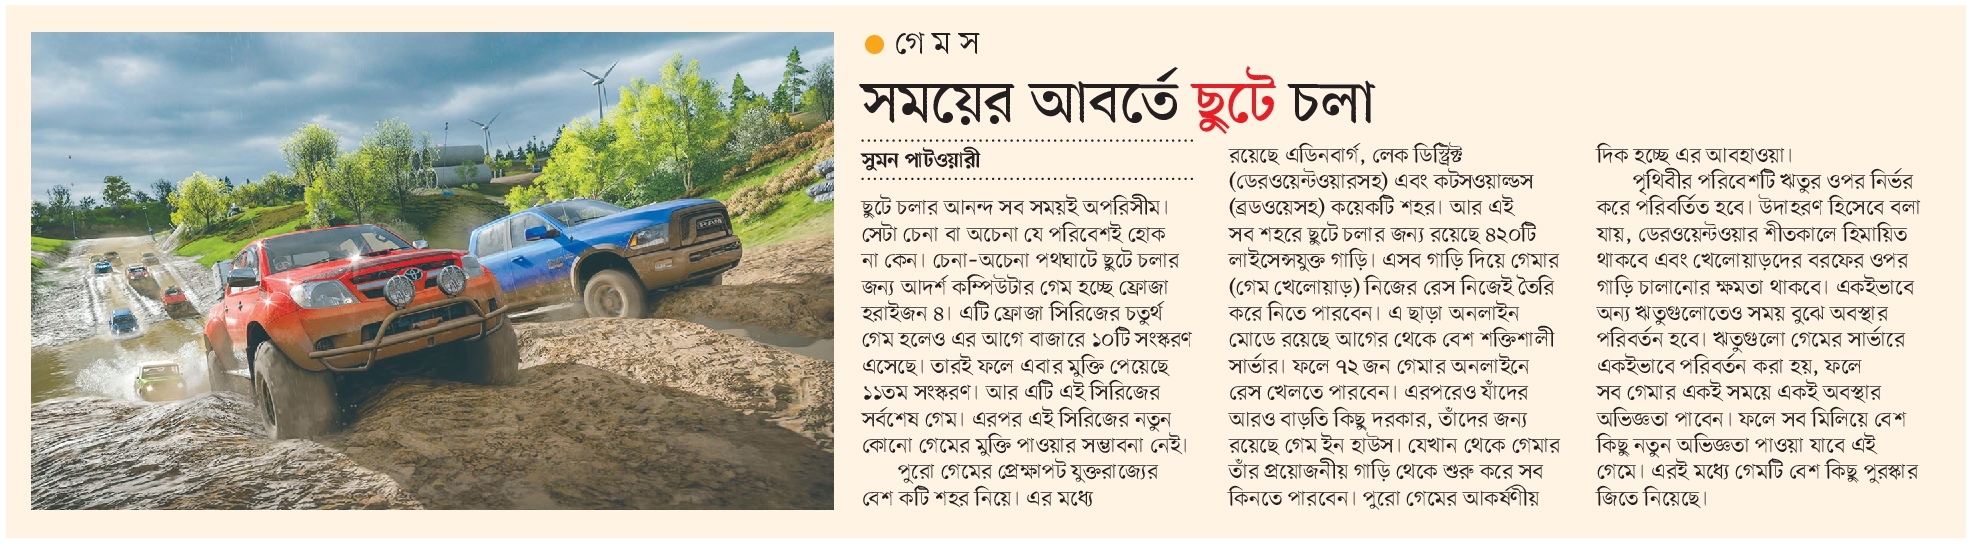 গেমস
সময়ের আবর্তে ছুটে চলা
সুমন পাটওয়ারী
ছুটে চলার আনন্দ সব সময়ই অপরিসীম।
সেটা চেনা বা অচেনা যে পরিবেশই হোক
না কেন। চেনা-অচেনা পথঘাটে ছুটে চলার
জন্য আদর্শ কম্পিউটার গেম হচ্ছে ফ্রোজা
হরাইজন ৪। এটি ফ্রোজা সিরিজের চতুর্থ
গেম হলেও এর আগে বাজারে ১০টি সংস্করণ
এসেছে। তারই ফলে এবার মুক্তি পেয়েছে
১১তম সংস্করণ। আর এটি এই সিরিজের
সর্বশেষ গেম। এরপর এই সিরিজের নতুন
কোনো গেমের মুক্তি পাওয়ার সম্ভাবনা নেই।
পুরো গেমের প্রেক্ষাপট যুক্তরাজ্যের
বেশ কটি শহর নিয়ে। এর মধ্যে
রয়েছে এডিনবার্গ, লেক ডিস্ট্রিক্ট
(ডেরওয়েন্টওয়ারসহ) এবং কটসওয়াল্ডস
(ব্রডওয়েসহ) কয়েকটি শহর। আর এই
সব শহরে ছুটে চলার জন্য রয়েছে ৪২০টি
লাইসেন্সযুক্ত গাড়ি। এসব গাড়ি দিয়ে গেমার
(গেম খেলোয়াড়) নিজের রেস নিজেই তৈরি
করে নিতে পারবেন। এ ছাড়া অনলাইন
মোডে রয়েছে আগের থেকে বেশ শক্তিশালী
সার্ভার। ফলে ৭২ জন গেমার অনলাইনে
রেস খেলতে পারবেন। এরপরেও যাঁদের
আরও বাড়তি কিছু দরকার, তাঁদের জন্য
রয়েছে গেম ইন হাউস। যেখান থেকে গেমার
তাঁর প্রয়োজনীয় গাড়ি থেকে শুরু করে সব
কিনতে পারবেন। পুরো গেমের আকর্ষণীয়
দিক হচ্ছে এর আবহাওয়া।
পৃথিবীর পরিবেশটি ঋতুর ওপর নির্ভর
করে পরিবর্তিত হবে। উদাহরণ হিসেবে বলা
যায়, ডেরওয়েন্টওয়ার শীতকালে হিমায়িত
থাকবে এবং খেলোয়াড়দের বরফের ওপর
গাড়ি চালানোর ক্ষমতা থাকবে। একইভাবে
অন্য ঋতুগুলোতেও সময় বুঝে অবস্থার
পরিবর্তন হবে। ঋতুগুলো গেমের সার্ভারে
একইভাবে পরিবর্তন করা হয়, ফলে
সব গেমার একই সময়ে একই অবস্থার
অভিজ্ঞতা পাবেন। ফলে সব মিলিয়ে বেশ
কিছু নতুন অভিজ্ঞতা পাওয়া যাবে এই
গেমে। এরই মধ্যে গেমটি বেশ কিছু পুরস্কার
জিতে নিয়েছে।
RAM